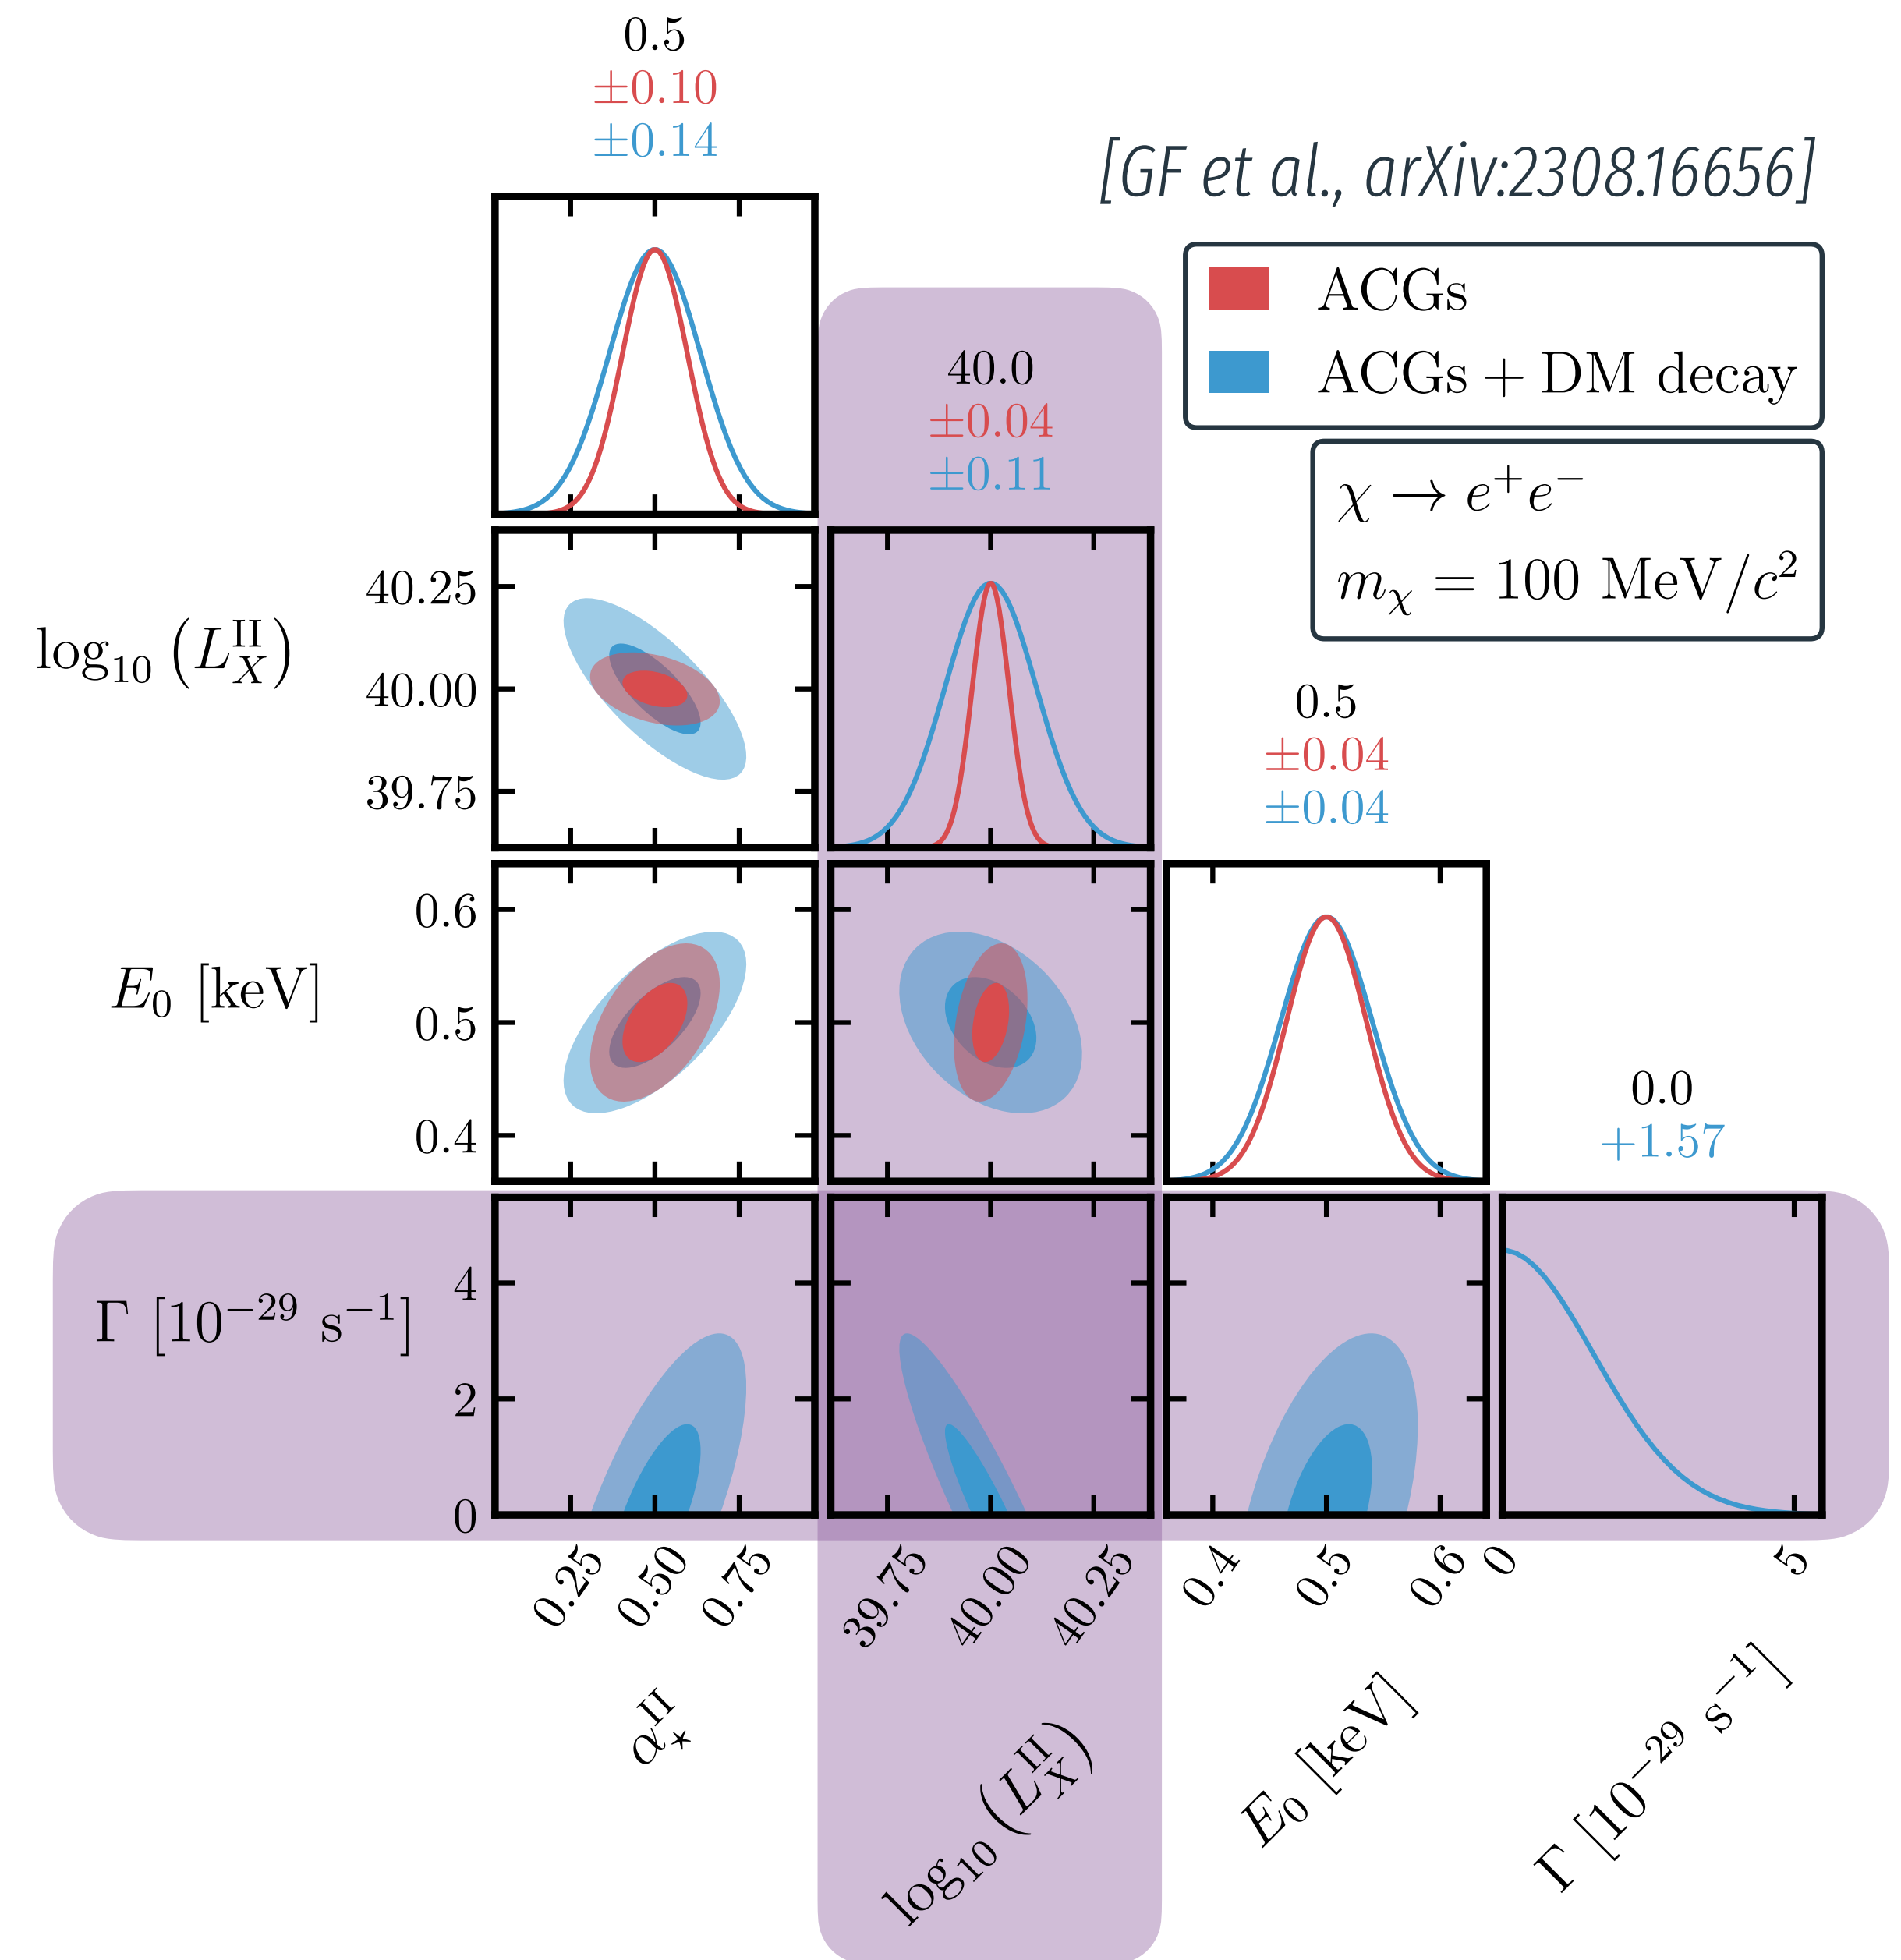 0.5
±0.10
±0.14
[GF et al., arXiv:2308.16656]
ACGs
ACGs + DM decay
χ → e⁺e⁻
m_χ = 100 MeV/c²
40.0
±0.04
±0.11
0.5
±0.04
±0.04
0.0
+1.57
log₁₀ (L_X^II)
40.25
40.00
39.75
E₀ [keV]
0.6
0.5
0.4
Γ [10⁻²⁹ s⁻¹]
4
2
0
0.25 0.50 0.75 39.75 40.00 40.25 0.4 0.5 0.6 0 5
α_⋆^II
log₁₀ (L_X^II)
E₀ [keV]
Γ [10⁻²⁹ s⁻¹]